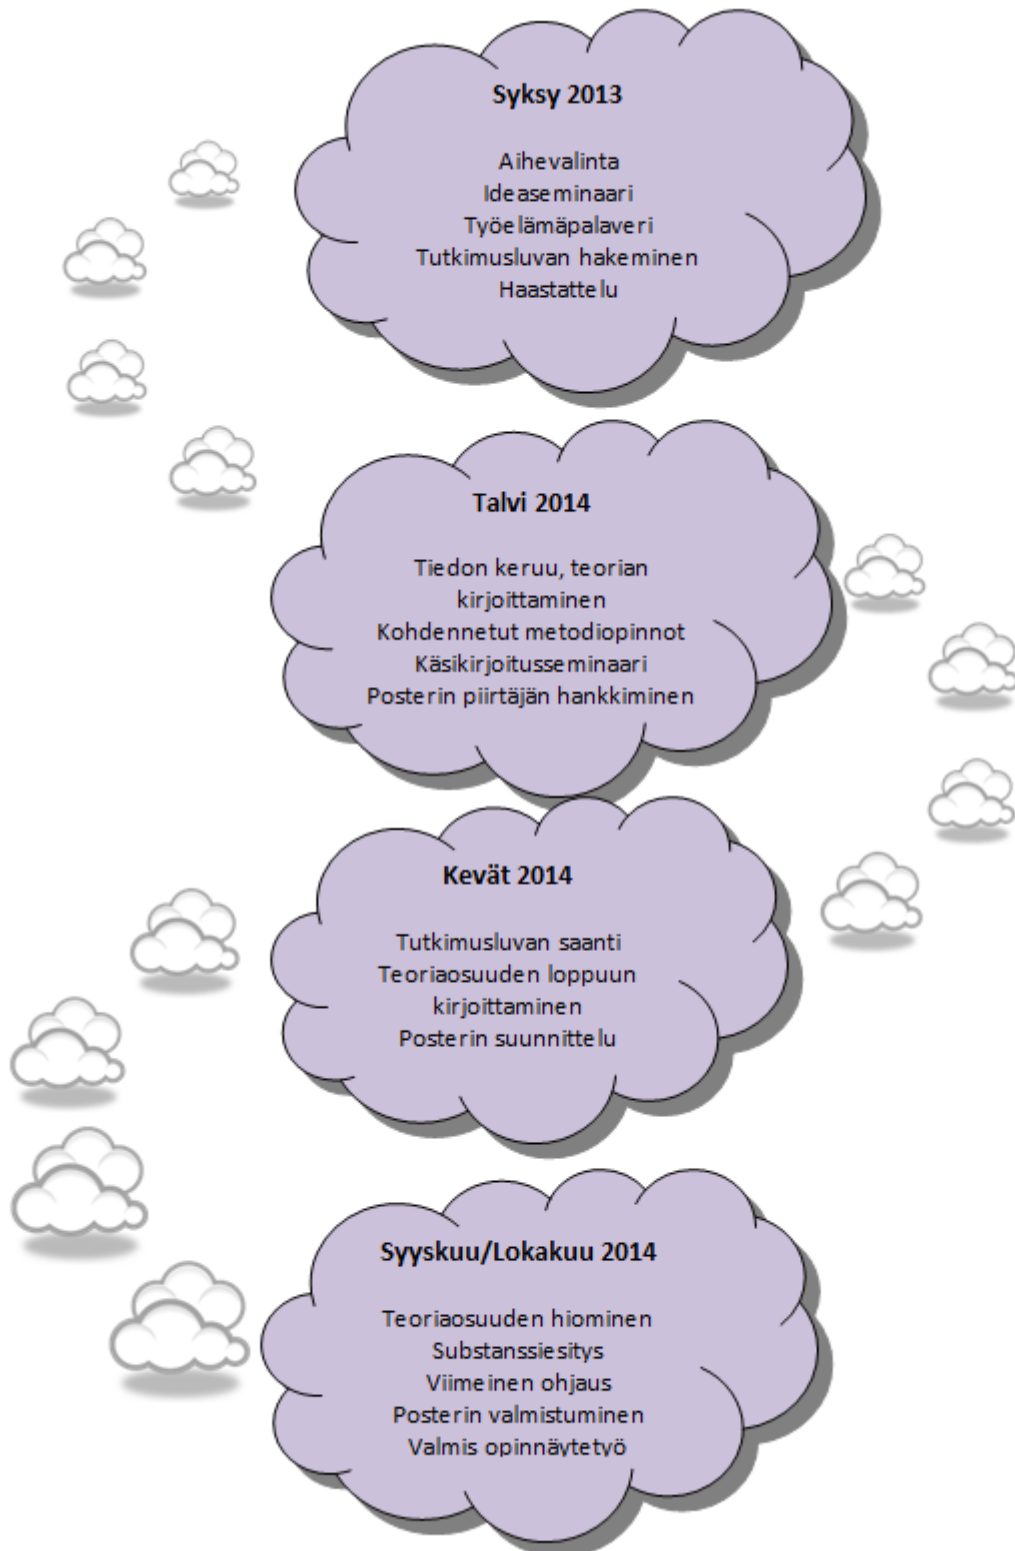 Syksy 2013
Aihevalinta
Ideaseminaari
Työelämäpalaveri
Tutkimusluvan hakeminen
Haastattelu
Talvi 2014
Tiedon keruu, teorian
kirjoittaminen
Kohdennetut metodiopinnot
Käsikirjoitusseminaari
Posterin piirtäjän hankkiminen
Kevät 2014
Tutkimusluvan saanti
Teoriaosuuden loppuun
kirjoittaminen
Posterin suunnittelu
Syyskuu/Lokakuu 2014
Teoriaosuuden hiominen
Substanssiesitys
Viimeinen ohjaus
Posterin valmistuminen
Valmis opinnäytetyö